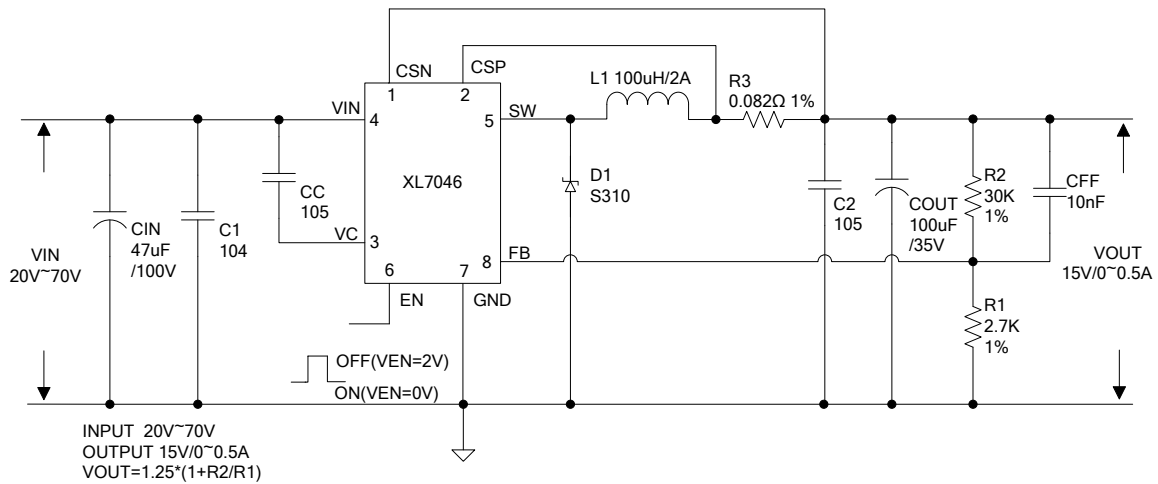 CSN
CSP
1
2
VIN
4
5
SW
L1 100uH/2A
R3
0.082Ω 1%
XL7046
CC
105
D1
S310
C2
105
COUT
100uF
/35V
R2
30K
1%
CFF
10nF
CIN
47uF
/100V
C1
104
VC
3
8
FB
6
7
EN
GND
VIN
20V~70V
VOUT
15V/0~0.5A
R1
2.7K
1%
OFF(VEN=2V)
ON(VEN=0V)
INPUT 20V~70V
OUTPUT 15V/0~0.5A
VOUT=1.25*(1+R2/R1)